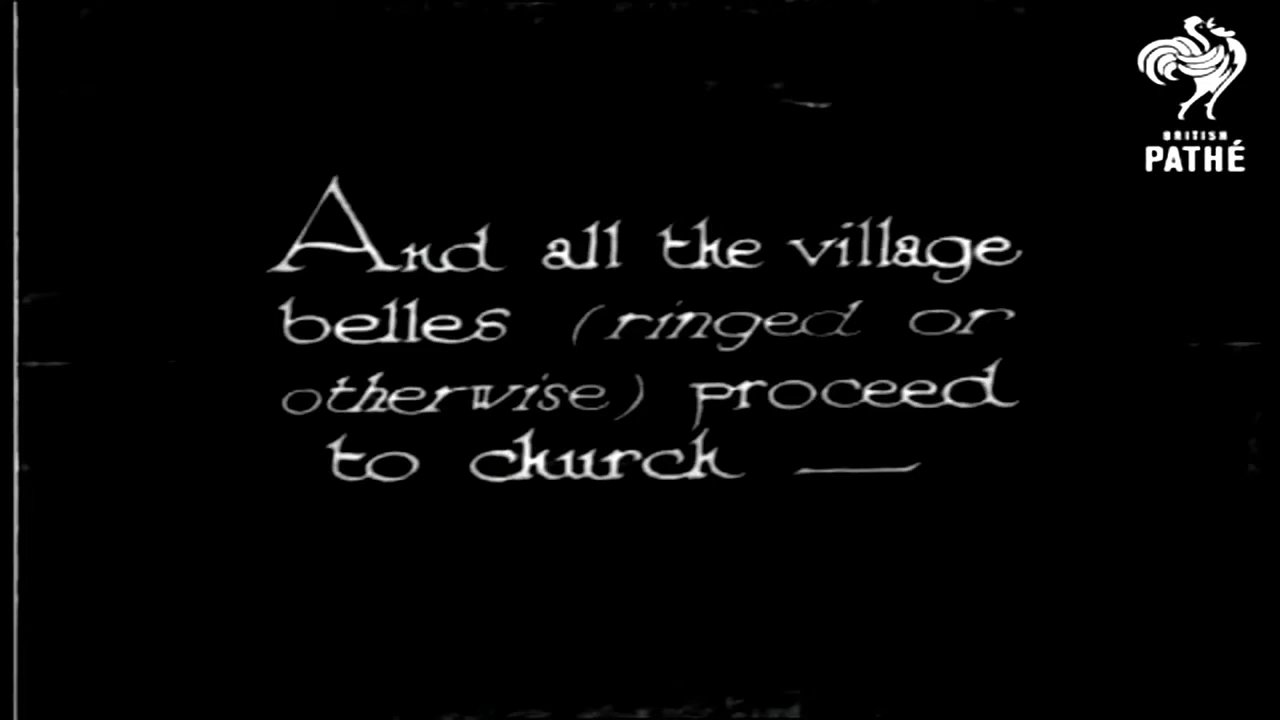 BRITISH
PATHÉ
And all the village
belles (ringed or
otherwise) proceed
to church —